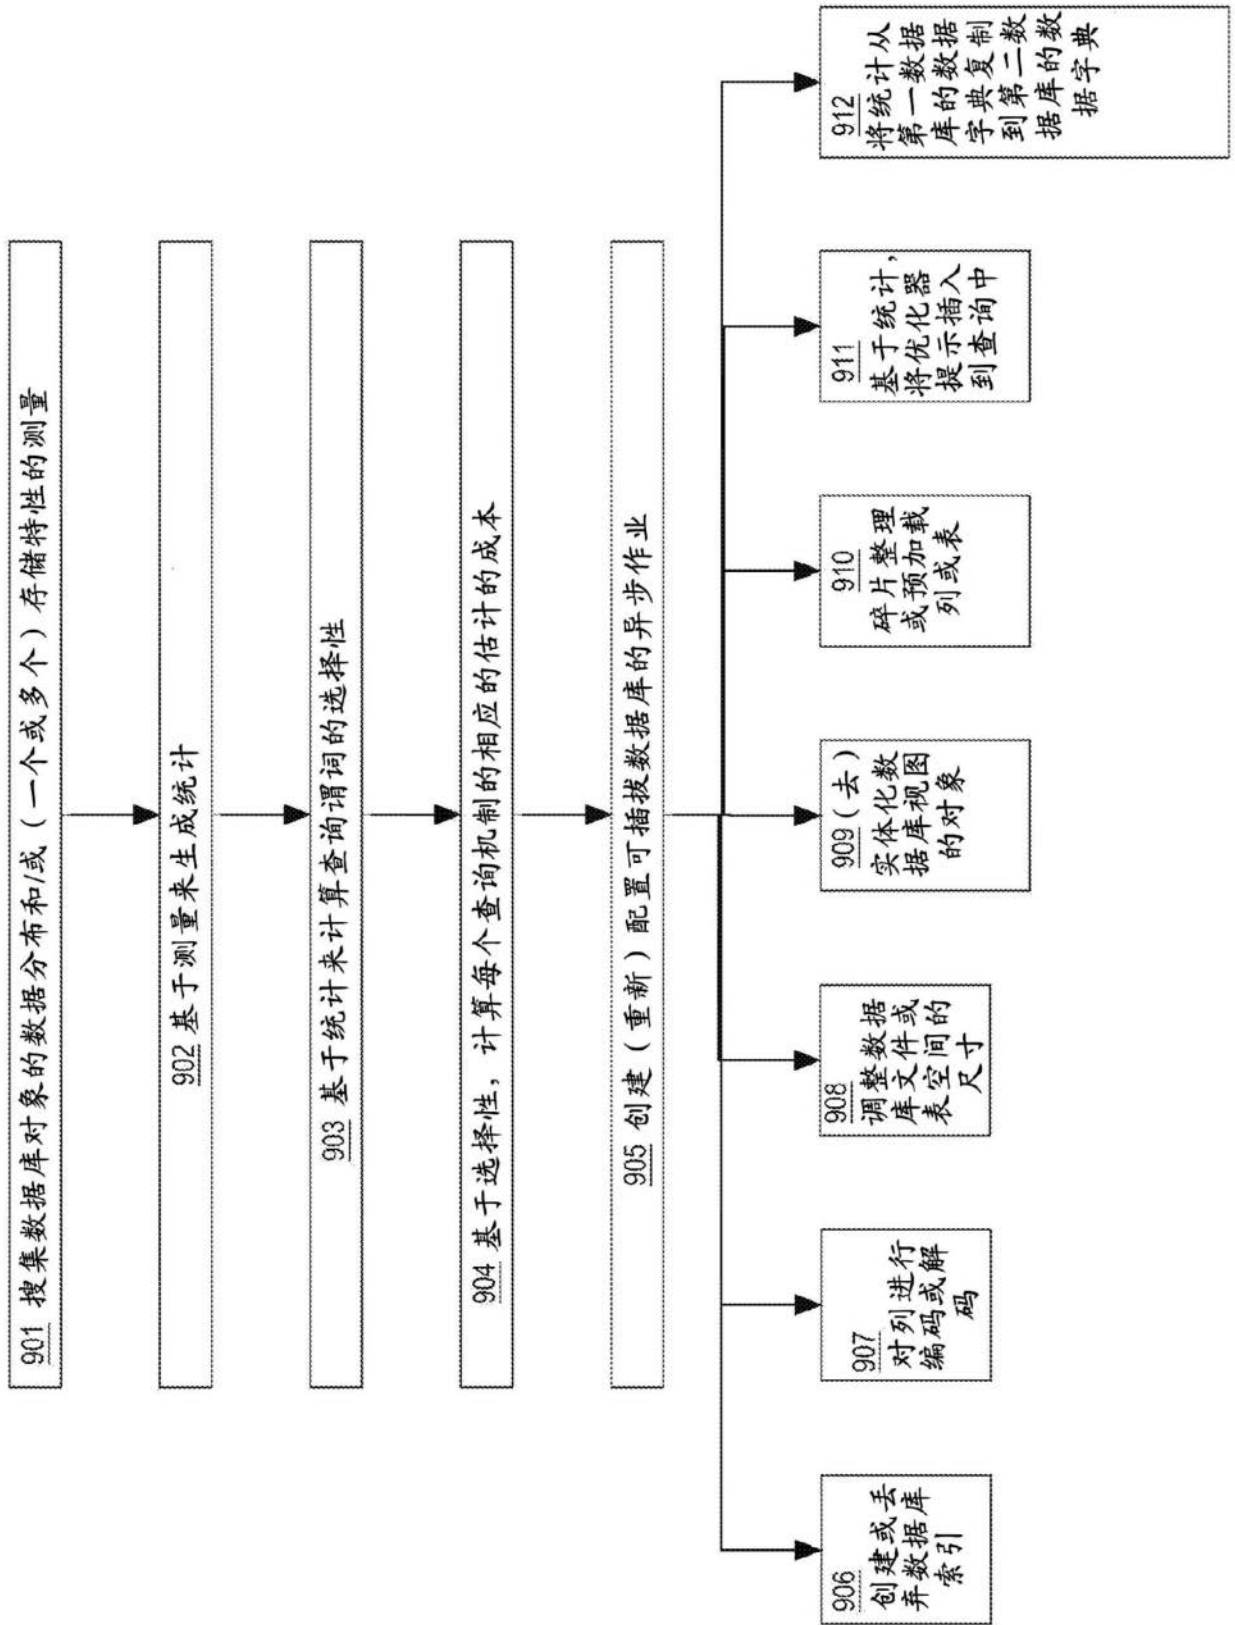 901 搜集数据库对象的数据分布和/或（一个或多个）存储特性的测量
902 基于测量来生成统计
903 基于统计来计算查询谓词的选择性
904 基于选择性，计算每个查询机制的相应的估计的成本
905 创建（重新）配置可插拔数据库的异步作业
906
创建或丢
弃数据库
索引
907
对列进行
编码或解
码
908
调整数据
库文件或
表空间的
尺寸
909（去）
实体化数
据库视图
的对象
910
碎片整理
或预加载
列或表
911
基于统计，
将优化器
提示插入
到查询中
912
将统计从
第一数据
库的数据
字典复制
到第二数
据库的数
据字典